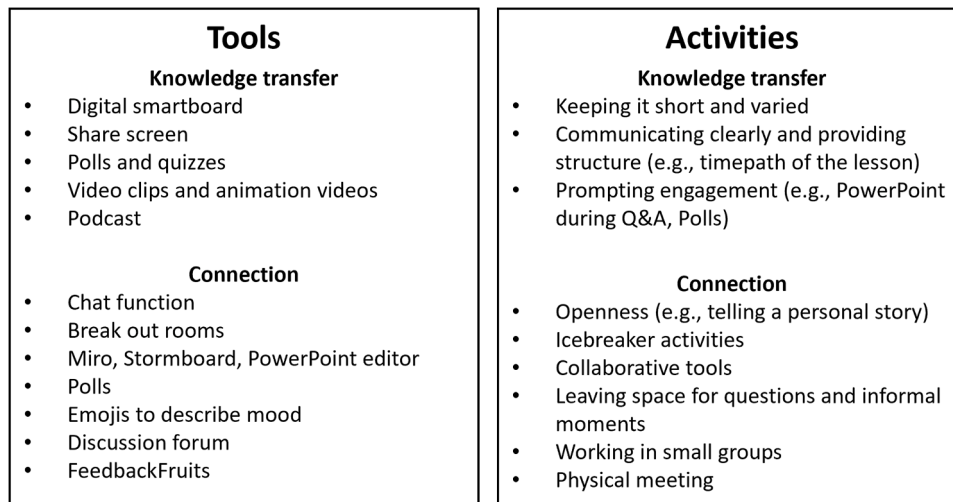 Tools
Knowledge transfer
• Digital smartboard
• Share screen
• Polls and quizzes
• Video clips and animation videos
• Podcast
Connection
• Chat function
• Break out rooms
• Miro, Stormboard, PowerPoint editor
• Polls
• Emojis to describe mood
• Discussion forum
• FeedbackFruits
Activities
Knowledge transfer
• Keeping it short and varied
• Communicating clearly and providing
structure (e.g., timepath of the lesson)
• Prompting engagement (e.g., PowerPoint
during Q&A, Polls)
Connection
• Openness (e.g., telling a personal story)
• Icebreaker activities
• Collaborative tools
• Leaving space for questions and informal
moments
• Working in small groups
• Physical meeting